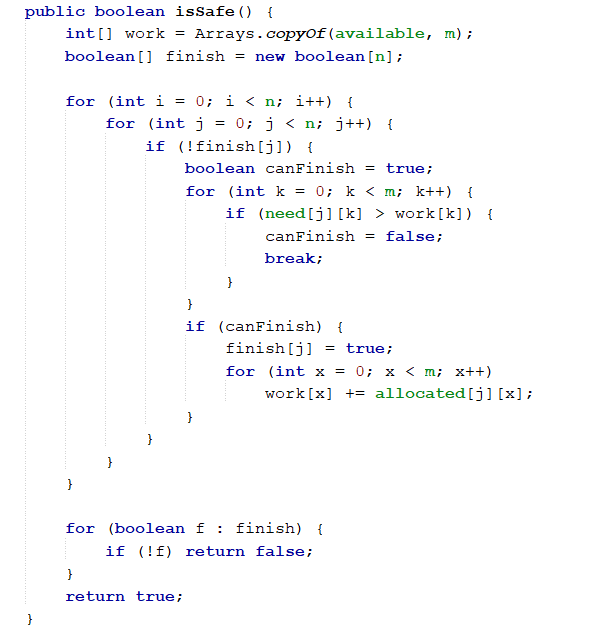 public boolean isSafe() {
    int[] work = Arrays.copyOf(available, m);
    boolean[] finish = new boolean[n];

    for (int i = 0; i < n; i++) {
        for (int j = 0; j < n; j++) {
            if (!finish[j]) {
                boolean canFinish = true;
                for (int k = 0; k < m; k++) {
                    if (need[j][k] > work[k]) {
                        canFinish = false;
                        break;
                    }
                }
                if (canFinish) {
                    finish[j] = true;
                    for (int x = 0; x < m; x++)
                        work[x] += allocated[j][x];
                }
            }
        }
    }

    for (boolean f : finish) {
        if (!f) return false;
    }
    return true;
}